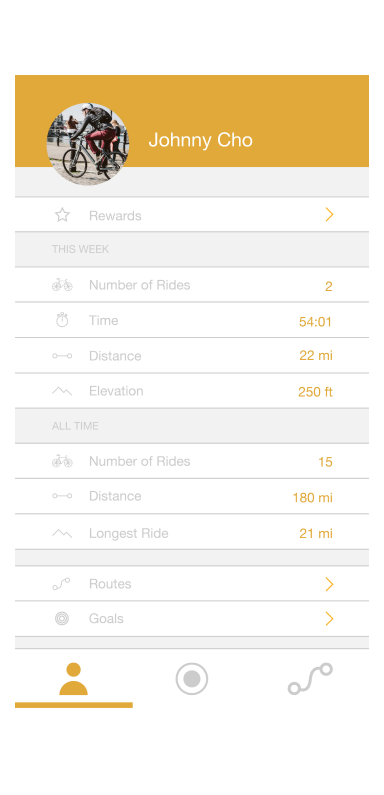 Johnny Cho
Rewards
THIS WEEK
Number of Rides 2
Time 54:01
Distance 22 mi
Elevation 250 ft
ALL TIME
Number of Rides 15
Distance 180 mi
Longest Ride 21 mi
Routes
Goals